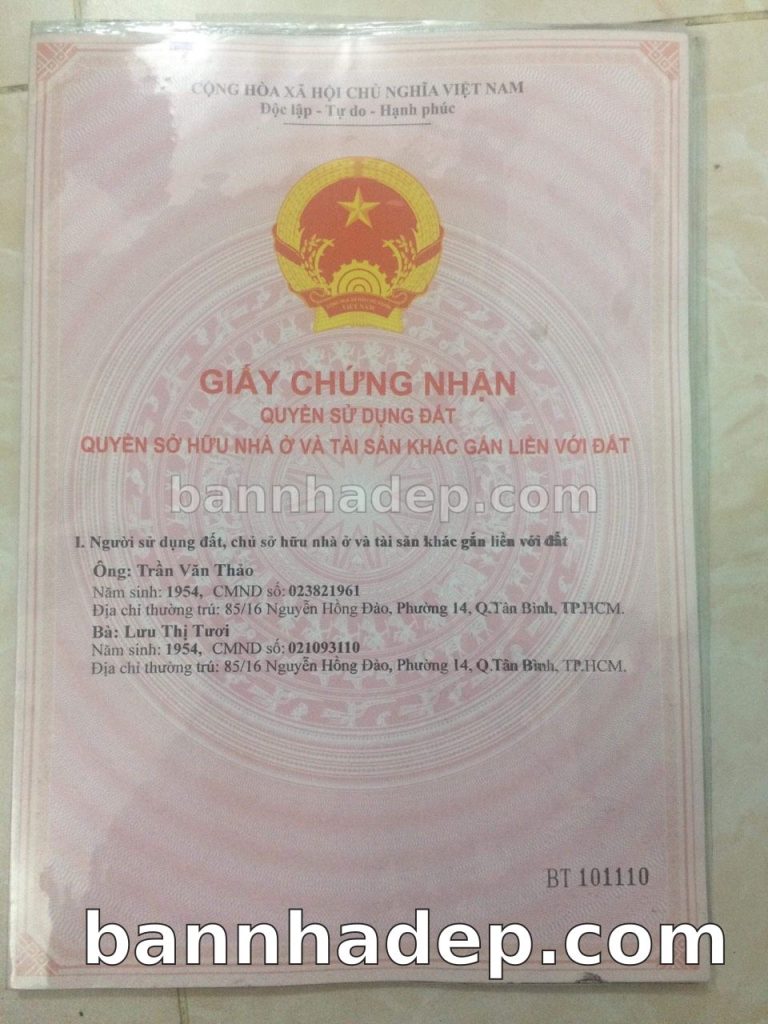 CỘNG HÒA XÃ HỘI CHỦ NGHĨA VIỆT NAM
Độc lập - Tự do - Hạnh phúc
VIỆT NAM
GIẤY CHỨNG NHẬN
QUYỀN SỬ DỤNG ĐẤT
QUYỀN SỞ HỮU NHÀ Ở VÀ TÀI SẢN KHÁC GẮN LIỀN VỚI ĐẤT
bannhadep.com
I. Người sử dụng đất, chủ sở hữu nhà ở và tài sản khác gắn liền với đất
Ông: Trần Văn Thảo
Năm sinh: 1954, CMND số: 023821961
Địa chỉ thường trú: 85/16 Nguyễn Hồng Đào, Phường 14, Q.Tân Bình, TP.HCM.
Bà: Lưu Thị Tươi
Năm sinh: 1954, CMND số: 021093110
Địa chỉ thường trú: 85/16 Nguyễn Hồng Đào, Phường 14, Q.Tân Bình, TP.HCM.
BT 101110
bannhadep.com